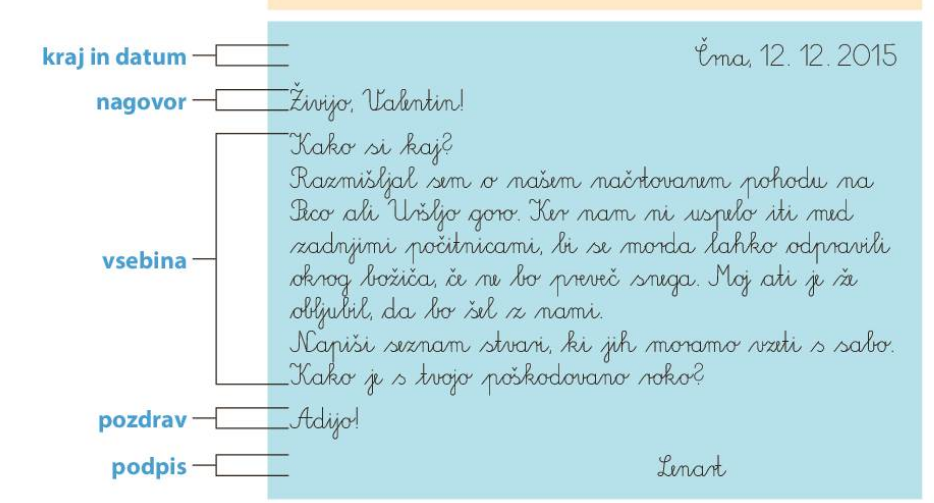 kraj in datum
Črna, 12. 12. 2015
nagovor
Živijo, Valentin!
vsebina
Kako si kaj?
Razmišljal sem o našem načrtovanem pohodu na
Peco ali Uršljo goro. Ker nam ni uspelo iti med
zadnjimi počitnicami, bi se morda lahko odpravili
okrog božiča, če ne bo preveč snega. Moj ati je že
obljubil, da bo šel z nami.
Napiši seznam stvari, ki jih moramo vzeti s sabo.
Kako je s tvojo poškodovano roko?
pozdrav
Adijo!
podpis
Lenart